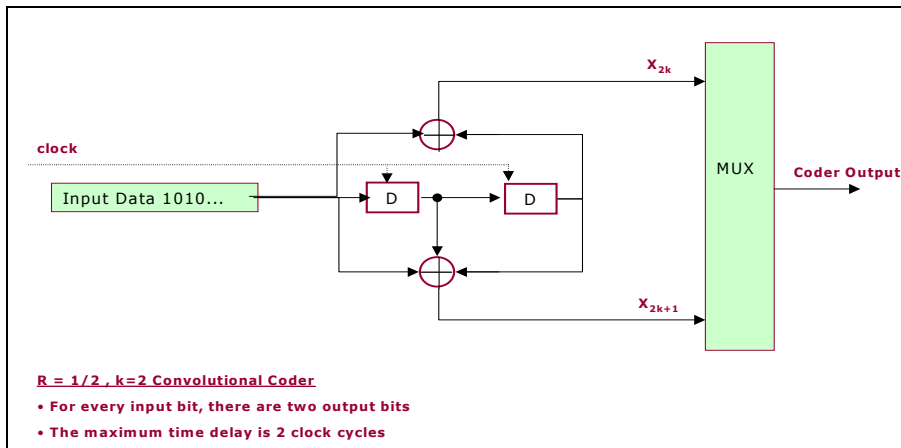 X2k
clock
MUX
Coder Output
Input Data 1010...
D
D
X2k+1
R = 1/2 , k=2 Convolutional Coder
• For every input bit, there are two output bits
• The maximum time delay is 2 clock cycles